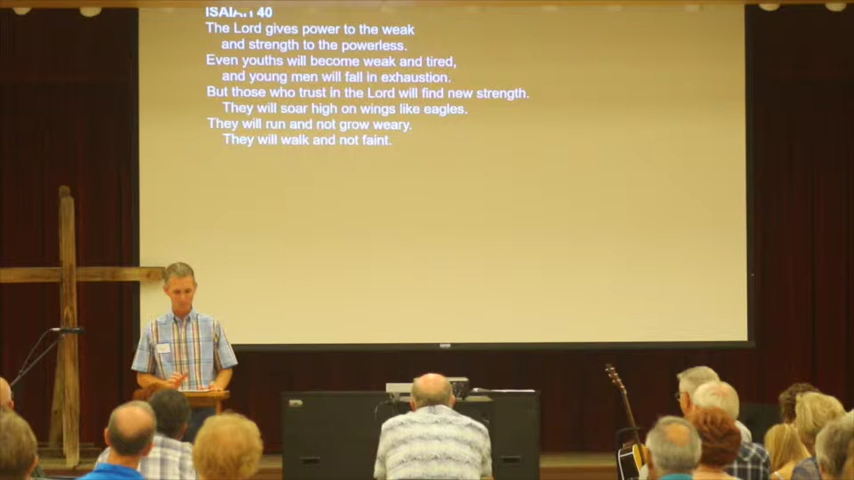 ISAIAH 40
The Lord gives power to the weak
and strength to the powerless.
Even youths will become weak and tired,
and young men will fall in exhaustion.
But those who trust in the Lord will find new strength.
They will soar high on wings like eagles.
They will run and not grow weary.
They will walk and not faint.